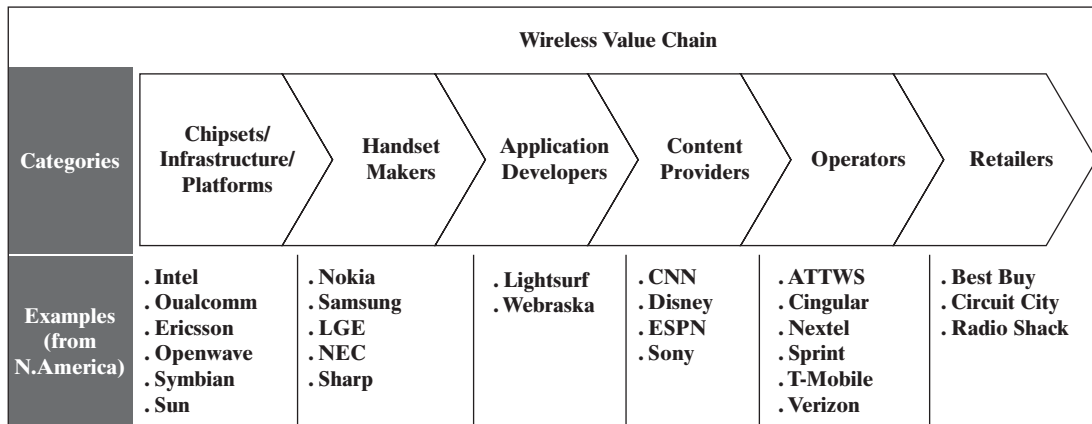 Wireless Value Chain
Categories
Chipsets/
Infrastructure/
Platforms
Handset
Makers
Application
Developers
Content
Providers
Operators
Retailers
Examples
(from
N.America)
. Intel
. Oualcomm
. Ericsson
. Openwave
. Symbian
. Sun
. Nokia
. Samsung
. LGE
. NEC
. Sharp
. Lightsurf
. Webraska
. CNN
. Disney
. ESPN
. Sony
. ATTWS
. Cingular
. Nextel
. Sprint
. T-Mobile
. Verizon
. Best Buy
. Circuit City
. Radio Shack